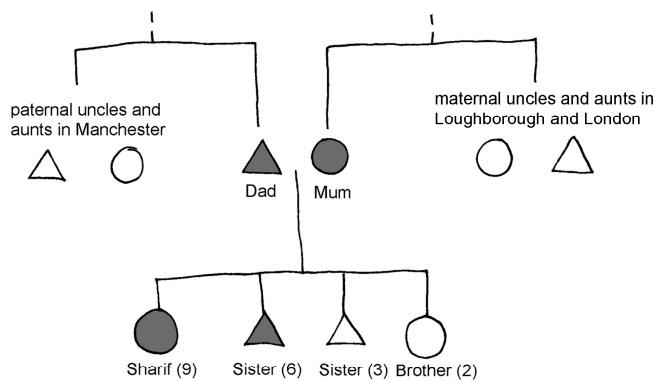 paternal uncles and
aunts in Manchester
maternal uncles and aunts in
Loughborough and London
Dad
Mum
Sharif (9)
Sister (6)
Sister (3)
Brother (2)